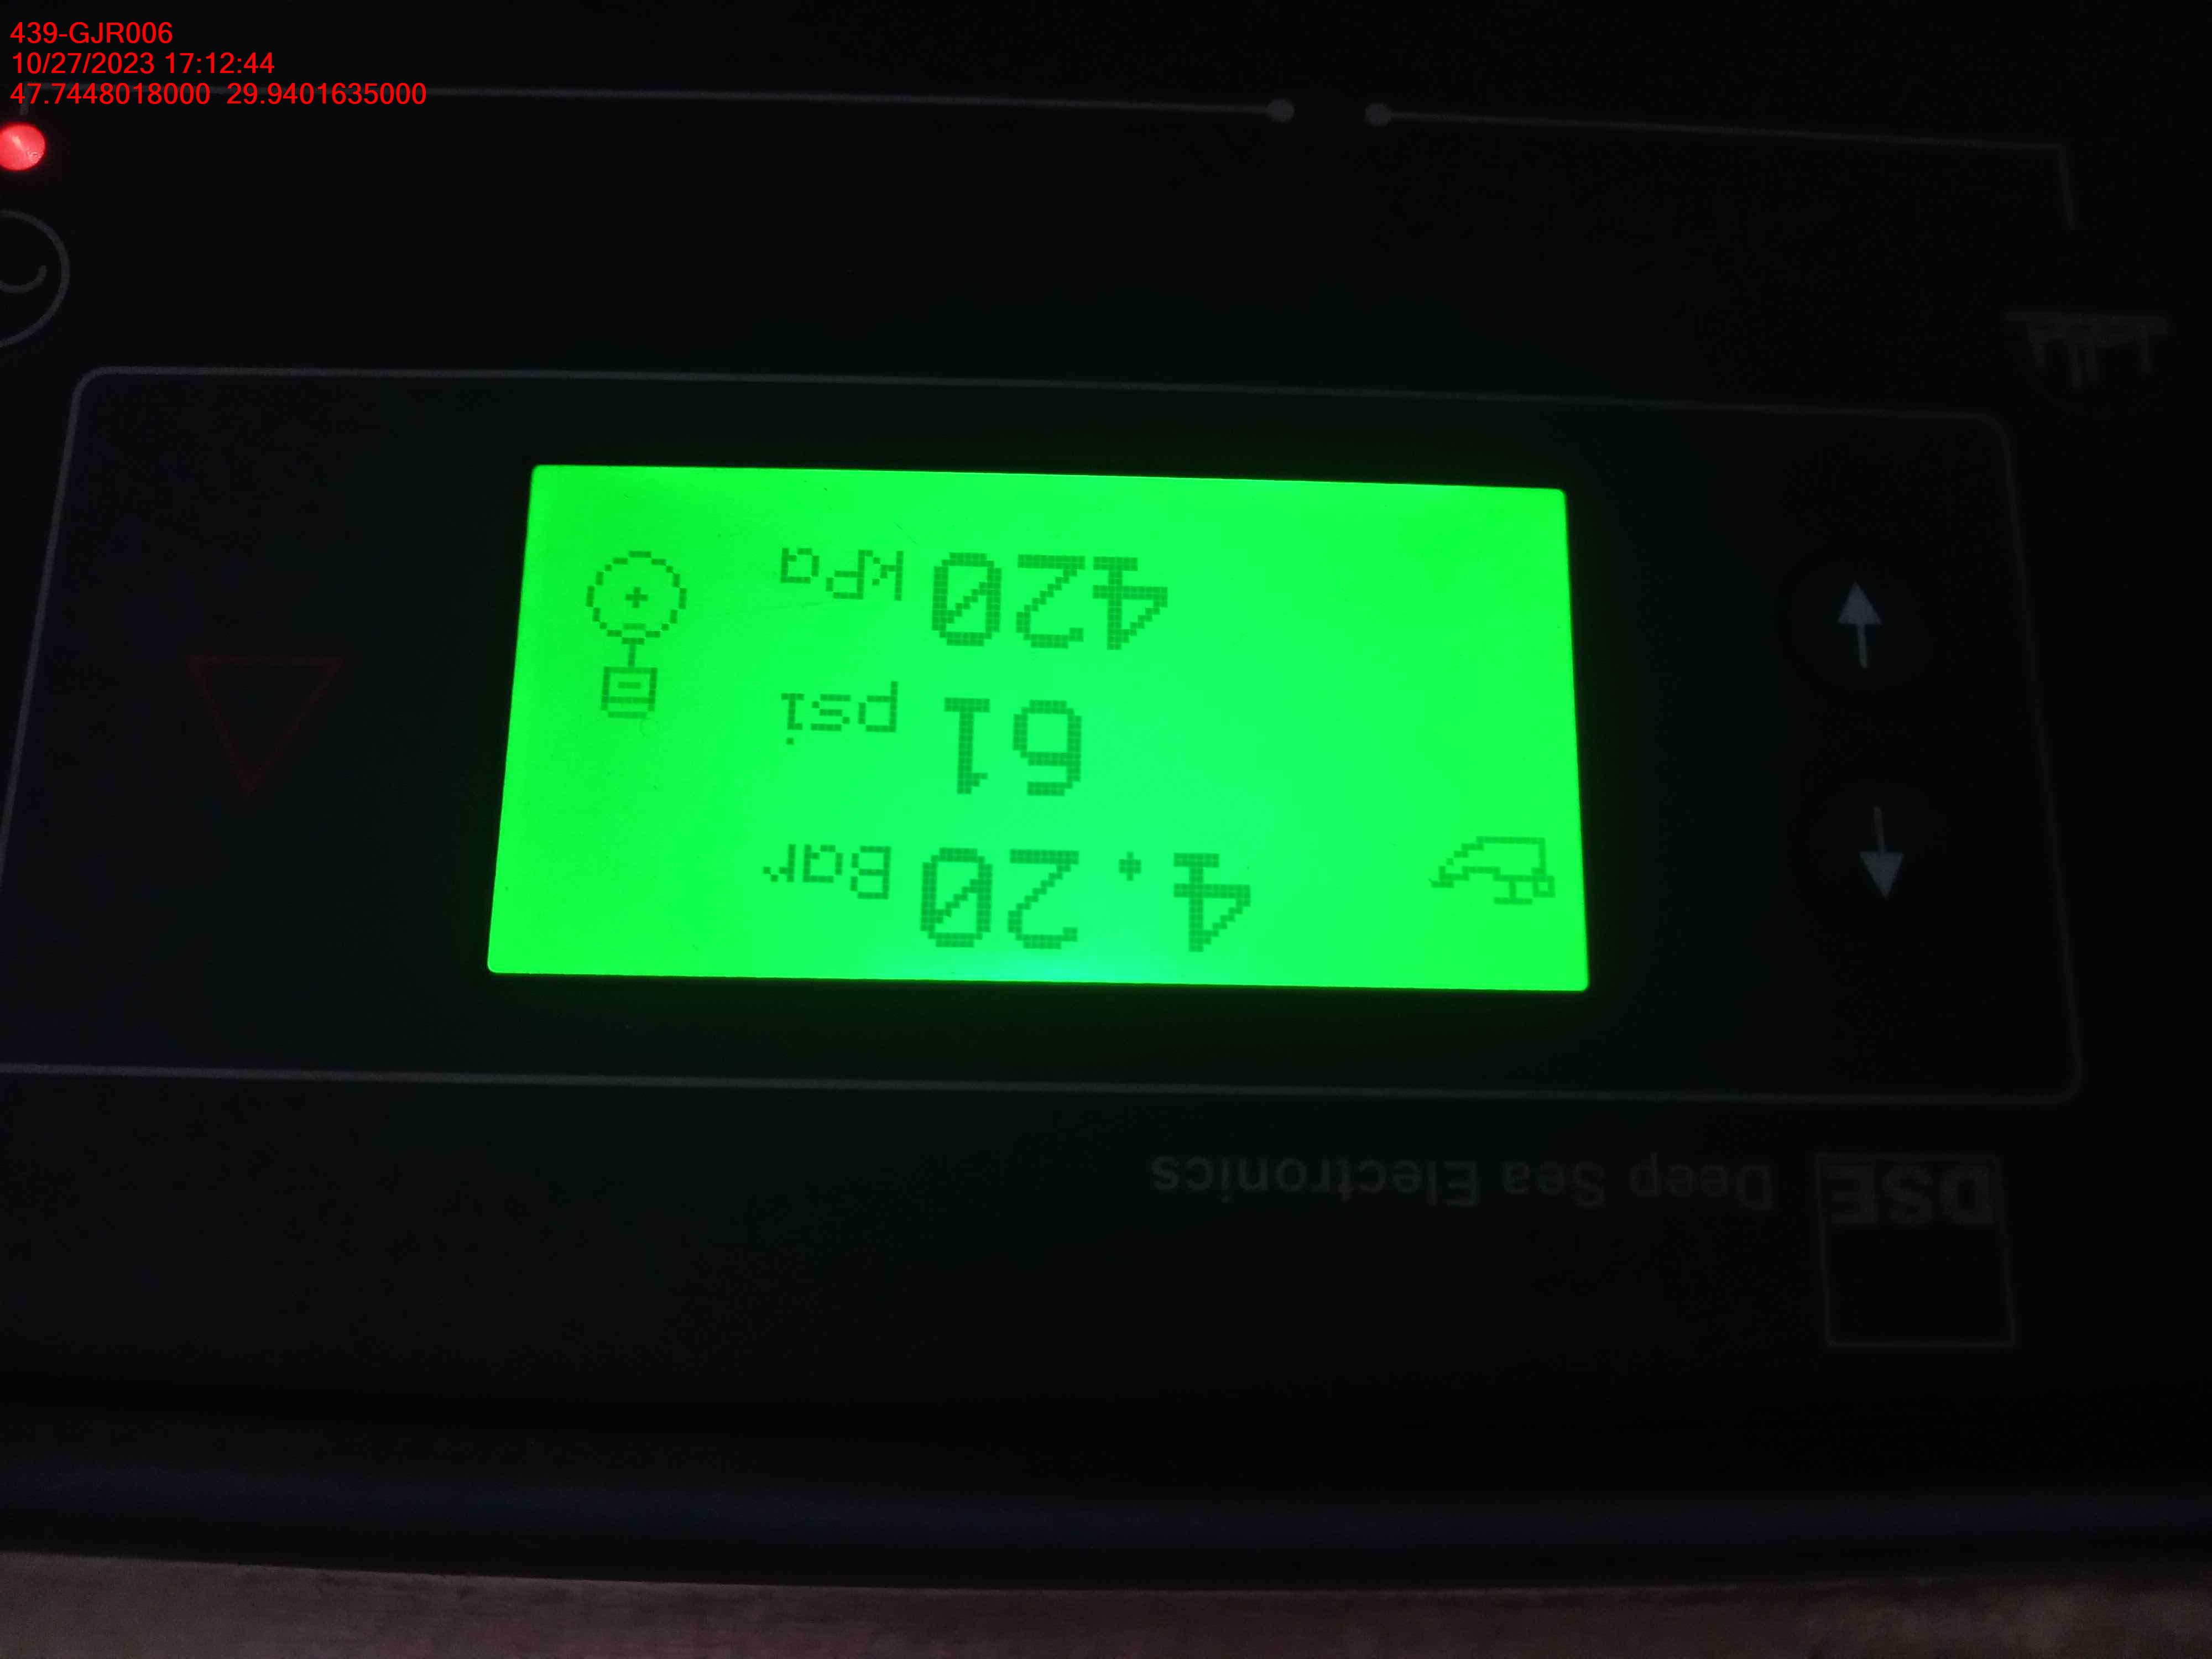 439-GJR006
10/27/2023 17:12:44
47.7448018000 29.9401635000
DSE Deep Sea Electronics
4.20 Bar
61 psi
420 kPa